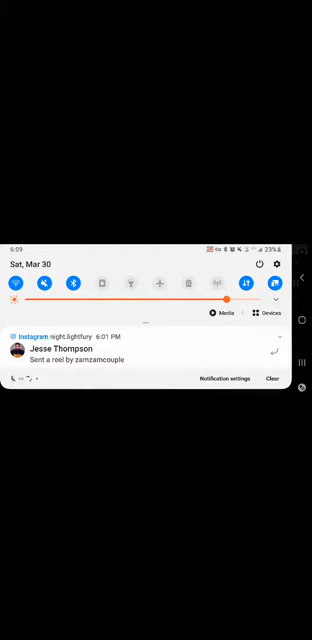 6:09
23%
Sat, Mar 30
Media
Devices
Instagram night.lightfury 6:01 PM
Jesse Thompson
Sent a reel by zamzamcouple
Notification settings
Clear